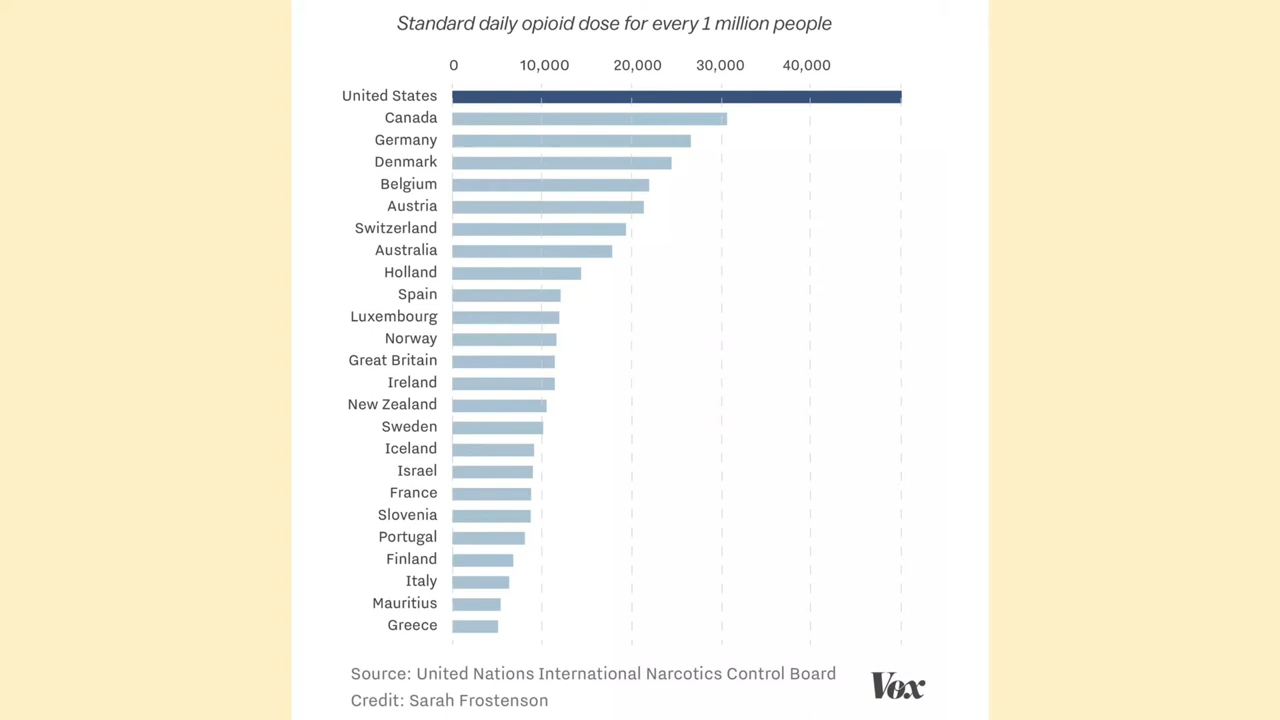 Standard daily opioid dose for every 1 million people
0 10,000 20,000 30,000 40,000
United States
Canada
Germany
Denmark
Belgium
Austria
Switzerland
Australia
Holland
Spain
Luxembourg
Norway
Great Britain
Ireland
New Zealand
Sweden
Iceland
Israel
France
Slovenia
Portugal
Finland
Italy
Mauritius
Greece
Source: United Nations International Narcotics Control Board
Credit: Sarah Frostenson
Vox